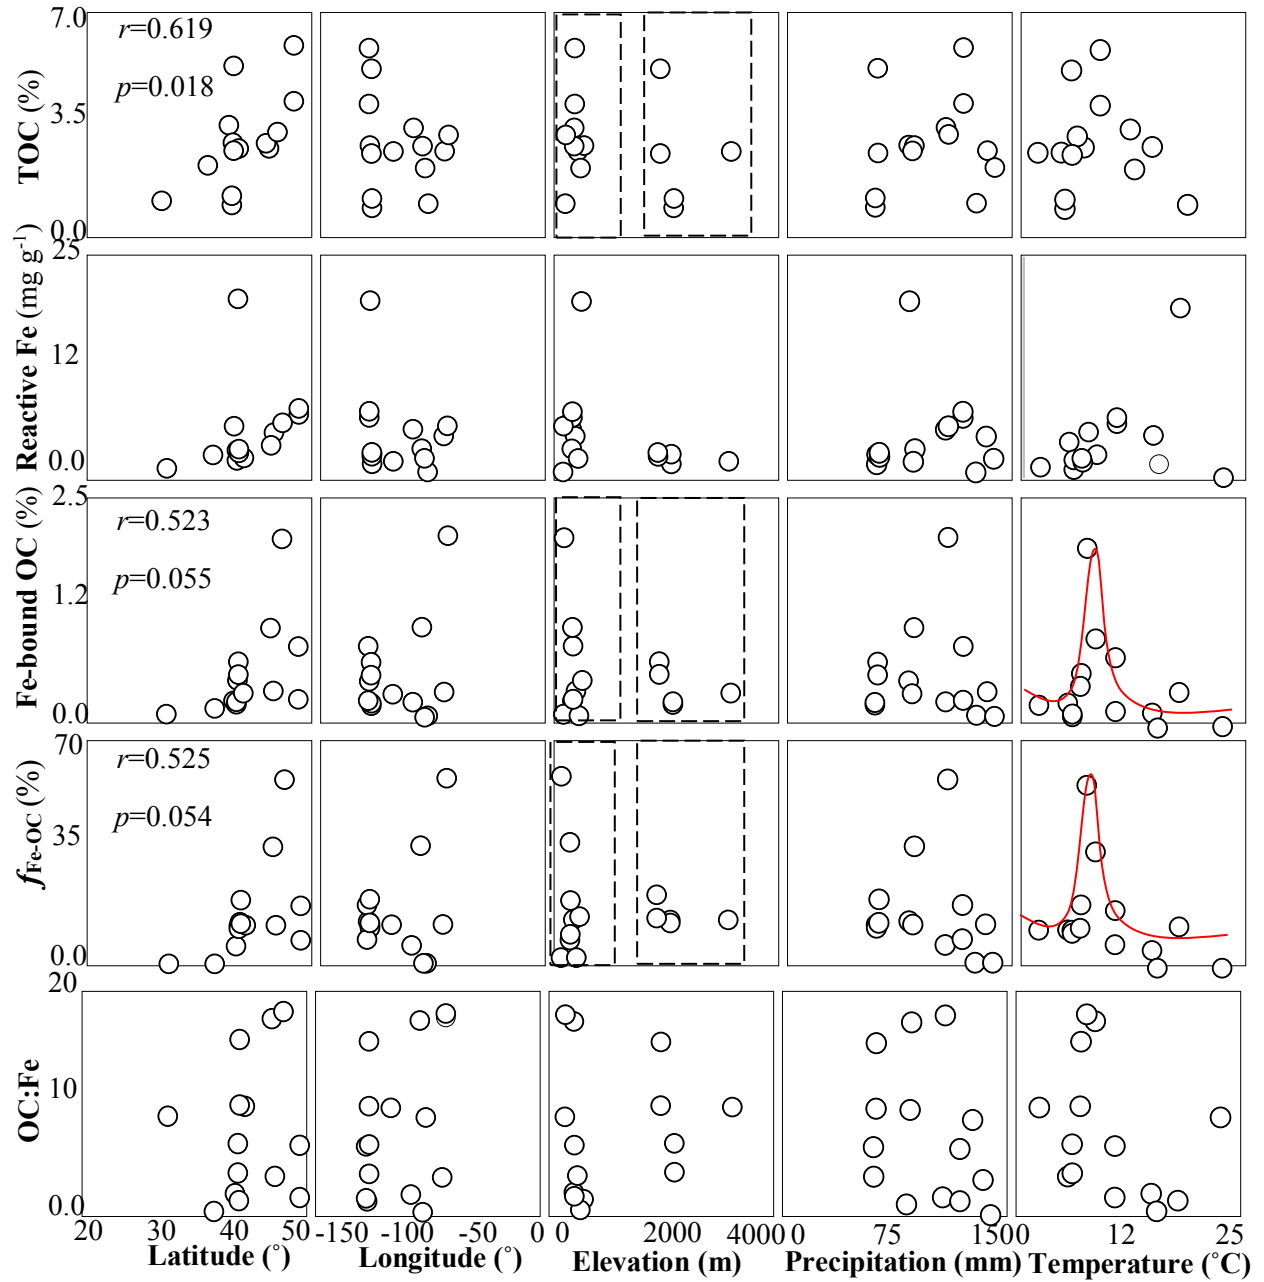 7.0
r=0.619
p=0.018
3.5
TOC (%)
0.0
25
Reactive Fe (mg g-1)
12
0.0
2.5
r=0.523
p=0.055
1.2
Fe-bound OC (%)
0.0
70
r=0.525
p=0.054
35
fFe-OC (%)
0.0
20
10
OC:Fe
0.0
20 30 40 50 -150 -100 -50 0 0 2000 4000 0 75 1500 0 12 25
Latitude (°) Longitude (°) Elevation (m) Precipitation (mm) Temperature (°C)